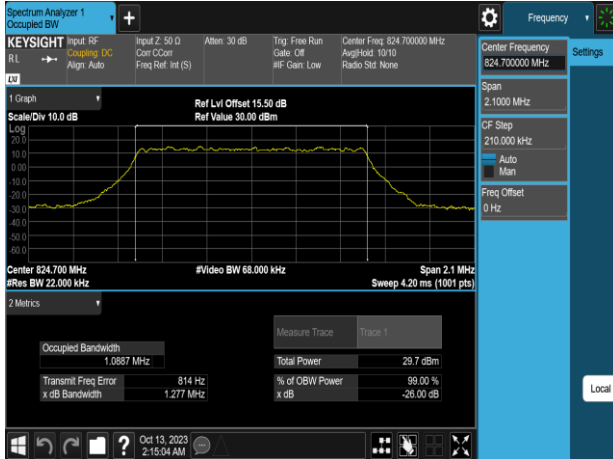 Spectrum Analyzer 1
Occupied BW
Frequency
KEYSIGHT
RL
LXI
Input: RF
Coupling: DC
Align: Auto
Input Z: 50 Ω
Corr CCorr
Freq Ref: Int (S)
Atten: 30 dB
Trig: Free Run
Gate: Off
#IF Gain: Low
Center Freq: 824.700000 MHz
Avg|Hold: 10/10
Radio Std: None
Center Frequency
824.700000 MHz
Settings
Span
2.1000 MHz
CF Step
210.000 kHz
Auto
Man
Freq Offset
0 Hz
Local
1 Graph
Scale/Div 10.0 dB
Ref Lvl Offset 15.50 dB
Ref Value 30.00 dBm
Log
20.0
10.0
0.00
-10.0
-20.0
-30.0
-40.0
-50.0
-60.0
Center 824.700 MHz
#Video BW 68.000 kHz
Span 2.1 MHz
#Res BW 22.000 kHz
Sweep 4.20 ms (1001 pts)
2 Metrics
Measure Trace
Trace 1
Occupied Bandwidth
1.0887 MHz
Total Power
29.7 dBm
Transmit Freq Error
814 Hz
% of OBW Power
99.00 %
x dB Bandwidth
1.277 MHz
x dB
-26.00 dB
?
Oct 13, 2023
2:15:04 AM